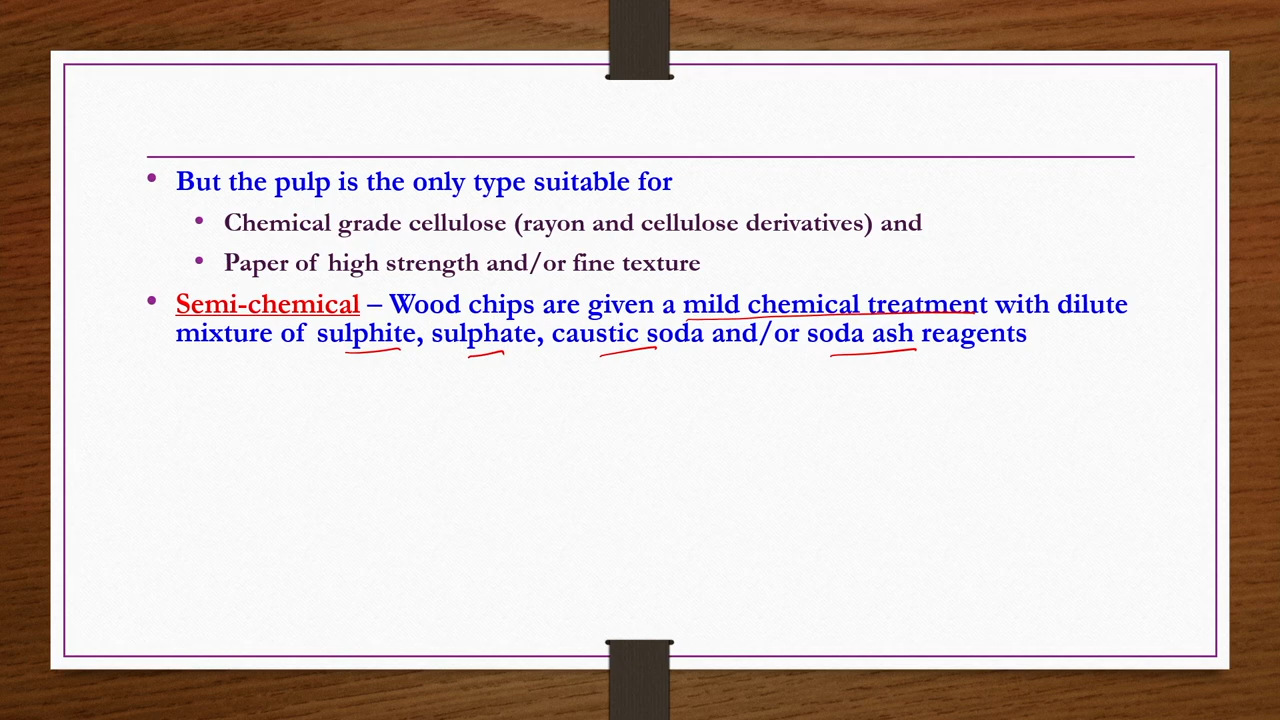 • But the pulp is the only type suitable for
• Chemical grade cellulose (rayon and cellulose derivatives) and
• Paper of high strength and/or fine texture
• Semi-chemical – Wood chips are given a mild chemical treatment with dilute
mixture of sulphite, sulphate, caustic soda and/or soda ash reagents